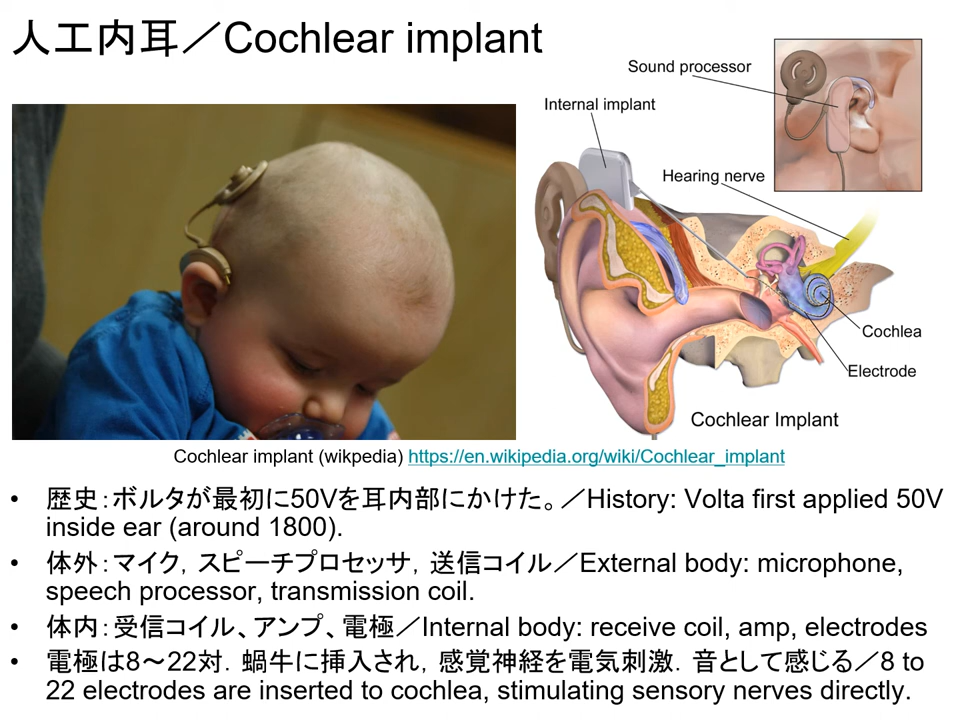 人工内耳／Cochlear implant
Sound processor
Internal implant
Hearing nerve
Cochlea
Electrode
Cochlear Implant
Cochlear implant (wikpedia) https://en.wikipedia.org/wiki/Cochlear_implant
• 歴史：ボルタが最初に50Vを耳内部にかけた。／History: Volta first applied 50V
inside ear (around 1800).
• 体外：マイク，スピーチプロセッサ，送信コイル／External body: microphone,
speech processor, transmission coil.
• 体内：受信コイル、アンプ、電極／Internal body: receive coil, amp, electrodes
• 電極は8～22対．蝸牛に挿入され，感覚神経を電気刺激．音として感じる／8 to
22 electrodes are inserted to cochlea, stimulating sensory nerves directly.